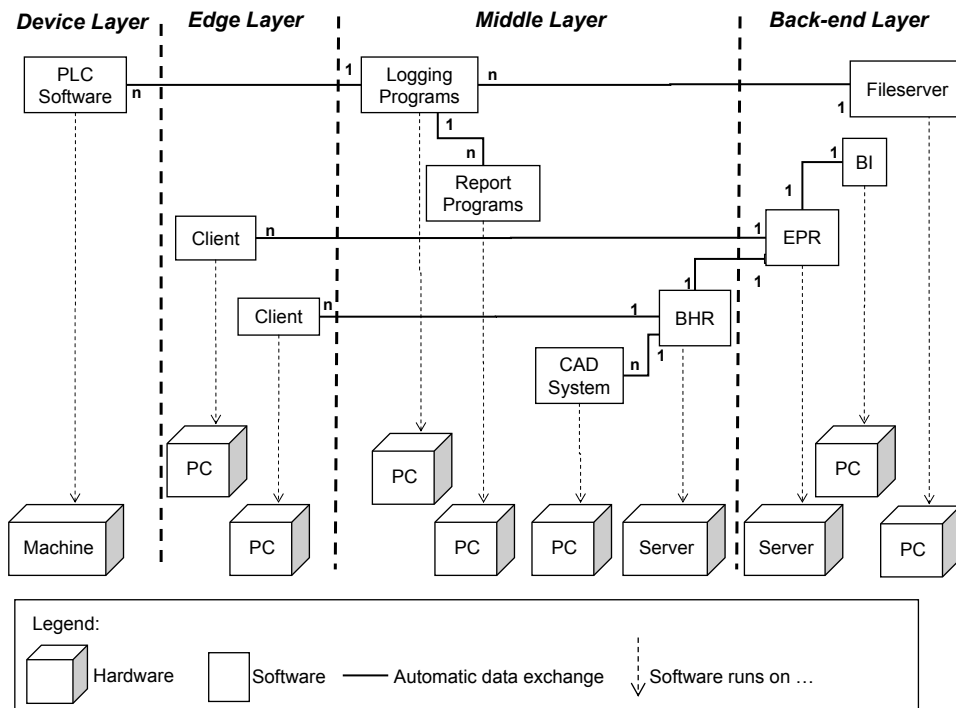 Device Layer
Edge Layer
Middle Layer
Back-end Layer
PLC
Software
n
1
Logging
Programs
n
1
Fileserver
1
n
Report
Programs
1
BI
1
Client
n
1
EPR
1
1
Client
n
1
BHR
1
n
CAD
System
PC
PC
PC
Machine
PC
PC
PC
Server
Server
PC
Legend:
Hardware
Software
Automatic data exchange
Software runs on …